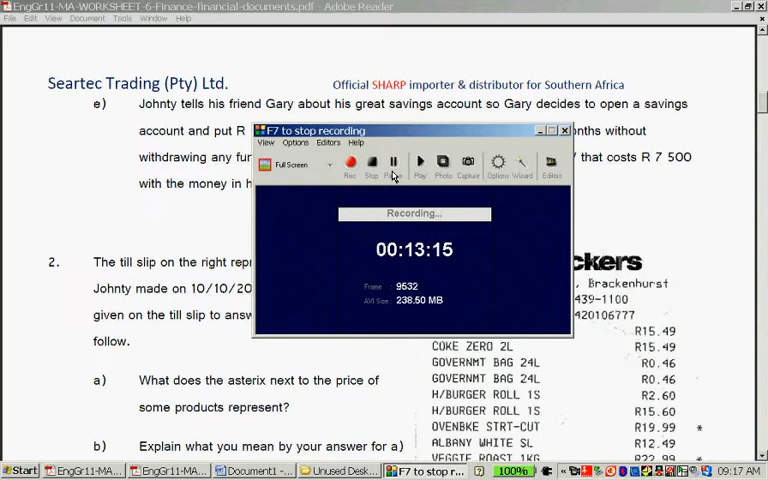 EngGr11-MA-WORKSHEET-6-Finance-financial-documents.pdf - Adobe Reader
File Edit View Document Tools Window Help
Seartec Trading (Pty) Ltd. Official SHARP importer & distributor for Southern Africa
e) Johnty tells his friend Gary about his great savings account so Gary decides to open a savings
account and put R
onths without
withdrawing any fur
that costs R 7 500
with the money in h
F7 to stop recording
View Options Editors Help
Full Screen Rec Stop Pause Play Photo Capture Options Wizard Editors
Recording...
00:13:15
Frame : 9532
AVI Size : 238.50 MB
2. The till slip on the right repr
Johnty made on 10/10/20
given on the till slip to answ
follow.
a) What does the asterix next to the price of
some products represent?
b) Explain what you mean by your answer for a)
ckers
, Brackenhurst
439-1100
420106777
R15.49
COKE ZERO 2L R15.49
GOVERNMT BAG 24L R0.46
GOVERNMT BAG 24L R0.46
H/BURGER ROLL 1S R2.60
H/BURGER ROLL 1S R15.60
OVENBKE STRT-CUT R19.99 *
ALBANY WHITE SL R12.49
VEGGIE ROAST 1KG R22.99 *
Start EngGr11-MA... EngGr11-MA... Document1 -... Unused Desk... F7 to stop r... 100% 09:17 AM